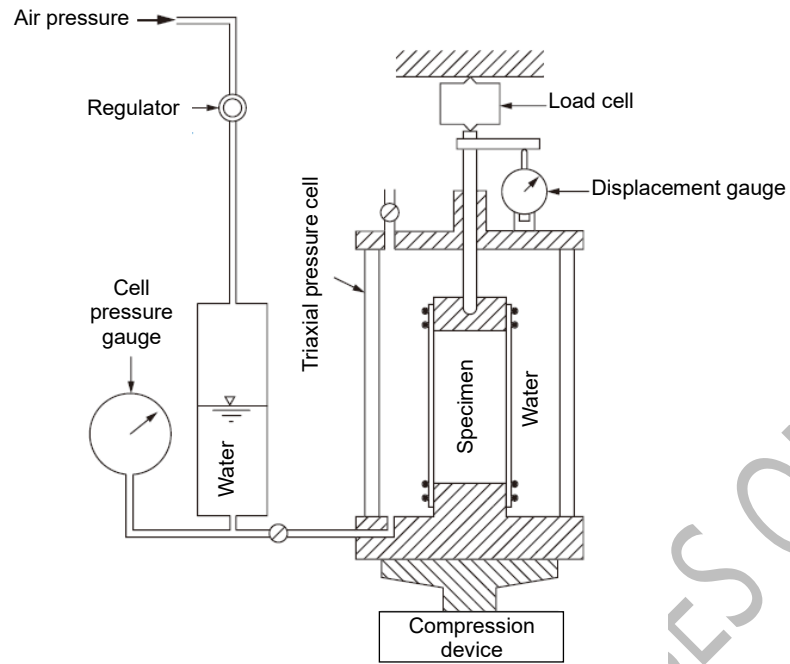 Air pressure
Regulator
Load cell
Displacement gauge
Triaxial pressure cell
Cell
pressure
gauge
Specimen
Water
Water
Compression
device